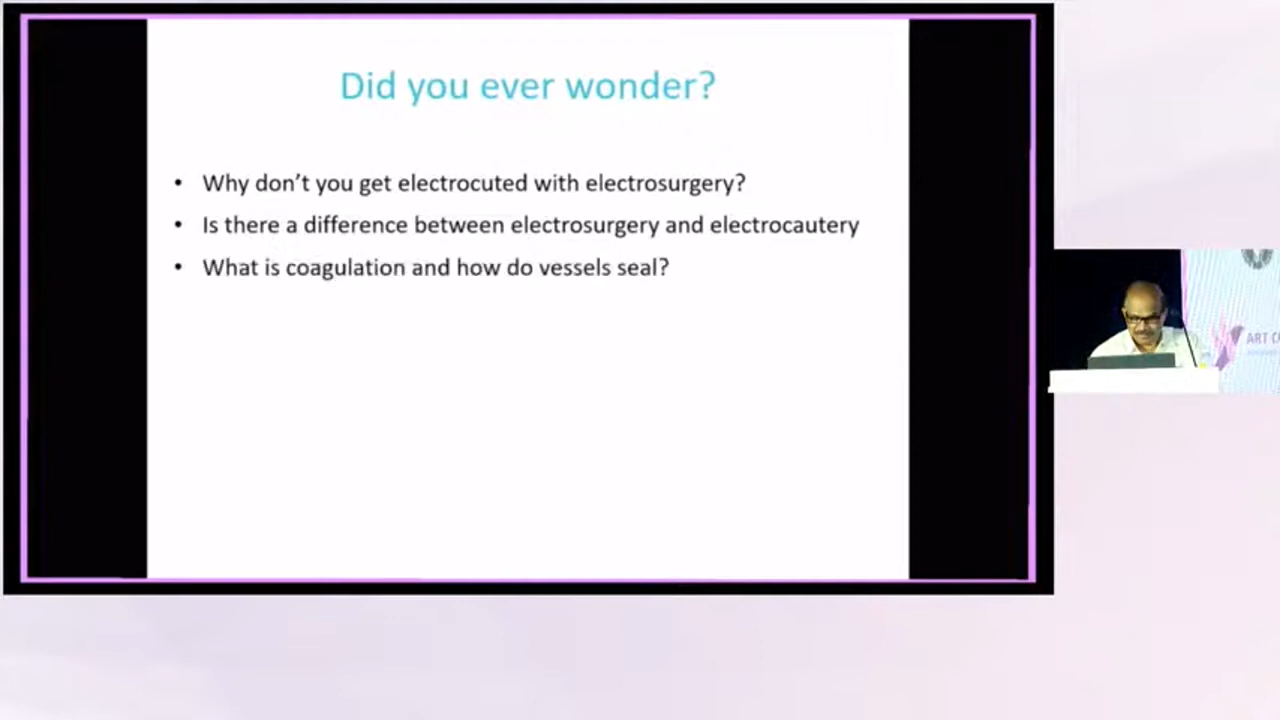 Did you ever wonder?
• Why don't you get electrocuted with electrosurgery?
• Is there a difference between electrosurgery and electrocautery
• What is coagulation and how do vessels seal?
ART